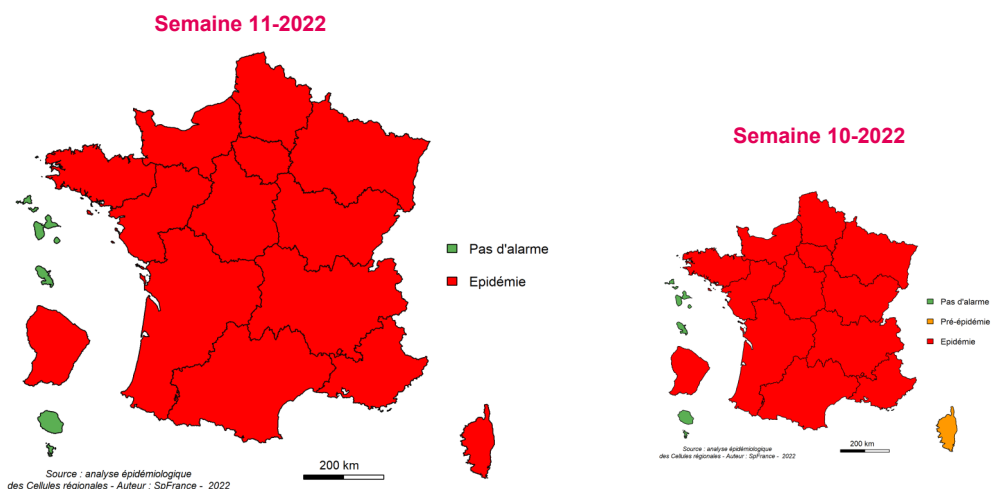 Semaine 11-2022
Pas d'alarme
Epidémie
200 km
Source : analyse épidémiologique
des Cellules régionales - Auteur : SpFrance - 2022
Semaine 10-2022
Pas d'alarme
Pré-épidémie
Epidémie
200 km
Source : analyse épidémiologique
des Cellules régionales - Auteur : SpFrance - 2022